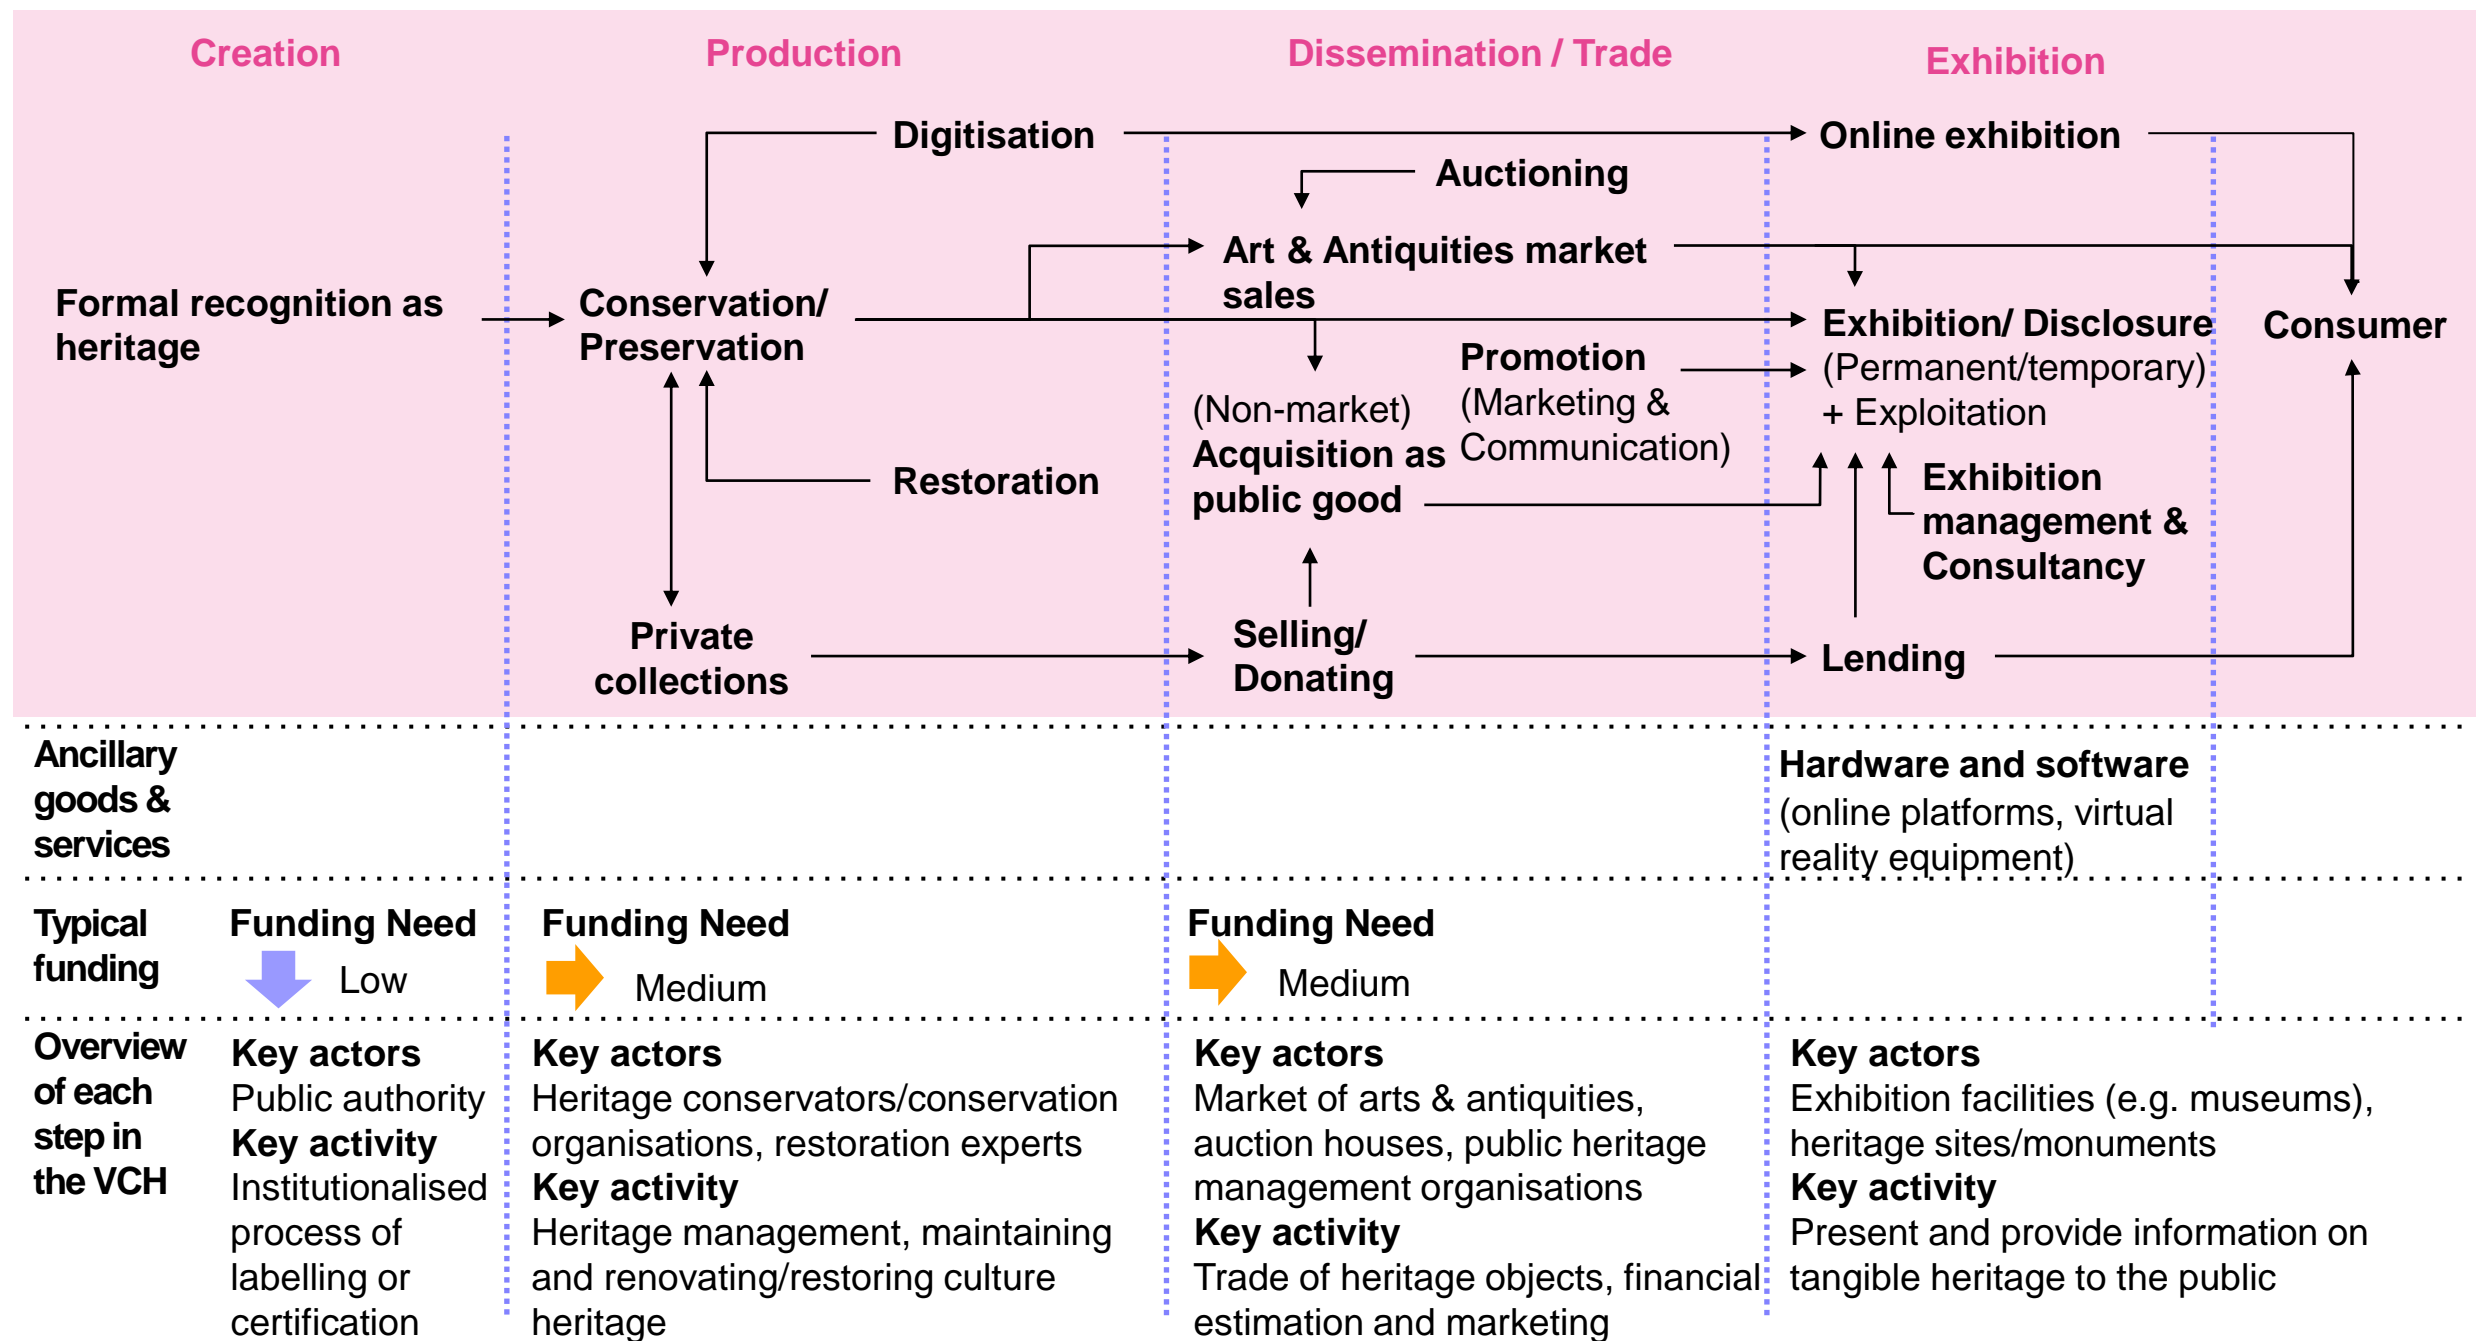 Creation
Production
Dissemination / Trade
Exhibition
Digitisation
Online exhibition
Auctioning
Art & Antiquities market
sales
Formal recognition as
heritage
Conservation/
Preservation
Exhibition/ Disclosure
(Permanent/temporary)
+ Exploitation
Consumer
Promotion
(Marketing &
Communication)
(Non-market)
Acquisition as
public good
Restoration
Exhibition
management &
Consultancy
Private
collections
Selling/
Donating
Lending
Ancillary
goods &
services
Hardware and software
(online platforms, virtual
reality equipment)
Typical
funding
Funding Need
Low
Funding Need
Medium
Funding Need
Medium
Overview
of each
step in
the VCH
Key actors
Public authority
Key activity
Institutionalised
process of
labelling or
certification
Key actors
Heritage conservators/conservation
organisations, restoration experts
Key activity
Heritage management, maintaining
and renovating/restoring culture
heritage
Key actors
Market of arts & antiquities,
auction houses, public heritage
management organisations
Key activity
Trade of heritage objects, financial
estimation and marketing
Key actors
Exhibition facilities (e.g. museums),
heritage sites/monuments
Key activity
Present and provide information on
tangible heritage to the public